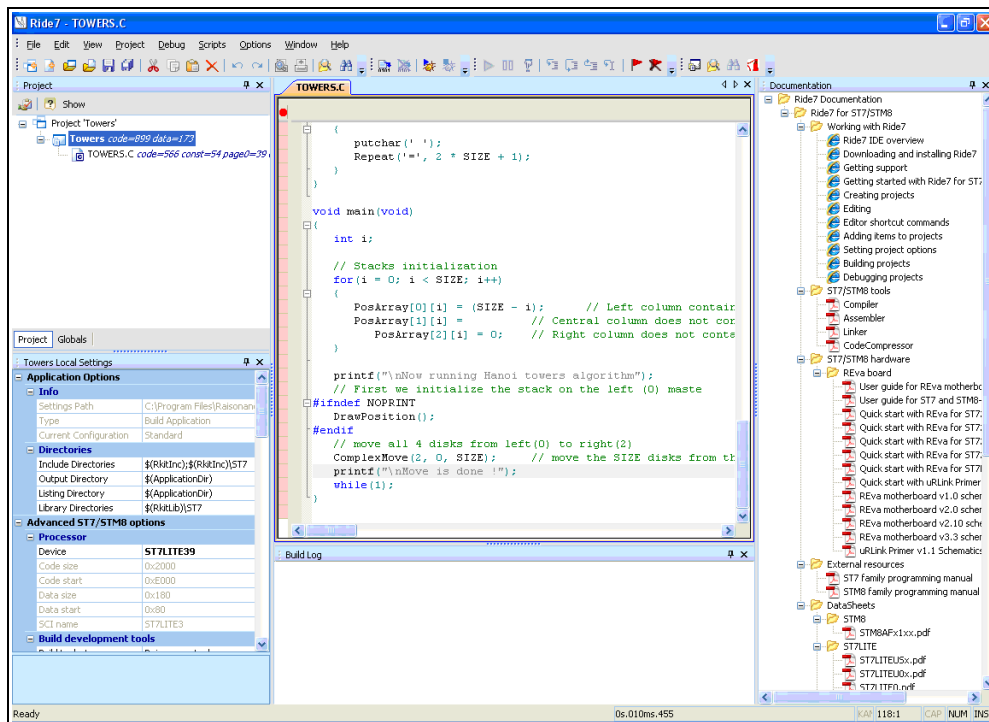 Ride7 - TOWERS.C
File Edit View Project Debug Scripts Options Window Help
Project
Show
Project 'Towers'
Towers code=899 data=173
TOWERS.C code=566 const=54 page0=39
Project Globals
Towers Local Settings
Application Options
Info
Settings Path C:\Program Files\Raisonan
Type Build Application
Current Configuration Standard
Directories
Include Directories $(RkitInc);$(RkitInc)\ST7
Output Directory $(ApplicationDir)
Listing Directory $(ApplicationDir)
Library Directories $(RkitLib)\ST7
Advanced ST7/STM8 options
Processor
Device ST7LITE39
Code size 0x2000
Code start 0xE000
Data size 0x180
Data start 0x80
SCI name ST7LITE3
Build development tools
TOWERS.C
{
putchar(' ');
Repeat('=', 2 * SIZE + 1);
}
}
void main(void)
{
int i;
// Stacks initialization
for(i = 0; i < SIZE; i++)
{
PosArray[0][i] = (SIZE - i); // Left column contain
PosArray[1][i] = // Central column does not con
PosArray[2][i] = 0; // Right column does not conta
}
printf("\nNow running Hanoi towers algorithm");
// First we initialize the stack on the left (0) maste
#ifndef NOPRINT
DrawPosition();
#endif
// move all 4 disks from left(0) to right(2)
ComplexMove(2, 0, SIZE); // move the SIZE disks from th
printf("\nMove is done !");
while(1);
}
Build Log
Documentation
Ride7 Documentation
Ride7 for ST7/STM8
Working with Ride7
Ride7 IDE overview
Downloading and installing Ride7
Getting support
Getting started with Ride7 for ST7
Creating projects
Editing
Editor shortcut commands
Adding items to projects
Setting project options
Building projects
Debugging projects
ST7/STM8 tools
Compiler
Assembler
Linker
CodeCompressor
ST7/STM8 hardware
REva board
User guide for REva motherbo
User guide for ST7 and STM8-
Quick start with REva for ST7
Quick start with REva for ST7
Quick start with REva for ST7
Quick start with REva for ST7
Quick start with REva for ST7
Quick start with uRLink Primer
REva motherboard v1.0 scher
REva motherboard v2.0 scher
REva motherboard v2.10 sche
REva motherboard v3.3 scher
uRLink Primer v1.1 Schematics
External resources
ST7 family programming manual
STM8 family programming manual
DataSheets
STM8
STM8AFx1xx.pdf
ST7LITE
ST7LITEUSx.pdf
ST7LITEU0x.pdf
ST7LITE0.pdf
Ready 0s.010ms.455 118:1 CAP NUM INS